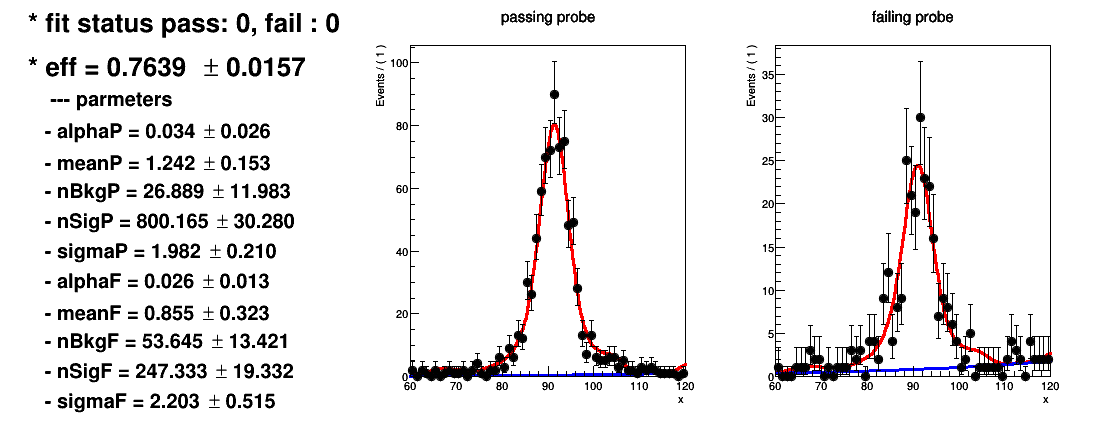 * fit status pass: 0, fail : 0
* eff = 0.7639 ± 0.0157
--- parmeters
- alphaP = 0.034 ± 0.026
- meanP = 1.242 ± 0.153
- nBkgP = 26.889 ± 11.983
- nSigP = 800.165 ± 30.280
- sigmaP = 1.982 ± 0.210
- alphaF = 0.026 ± 0.013
- meanF = 0.855 ± 0.323
- nBkgF = 53.645 ± 13.421
- nSigF = 247.333 ± 19.332
- sigmaF = 2.203 ± 0.515
passing probe
Events / ( 1 )
100
80
60
40
20
0
60 70 80 90 100 110 120
x
failing probe
Events / ( 1 )
35
30
25
20
15
10
5
0
60 70 80 90 100 110 120
x